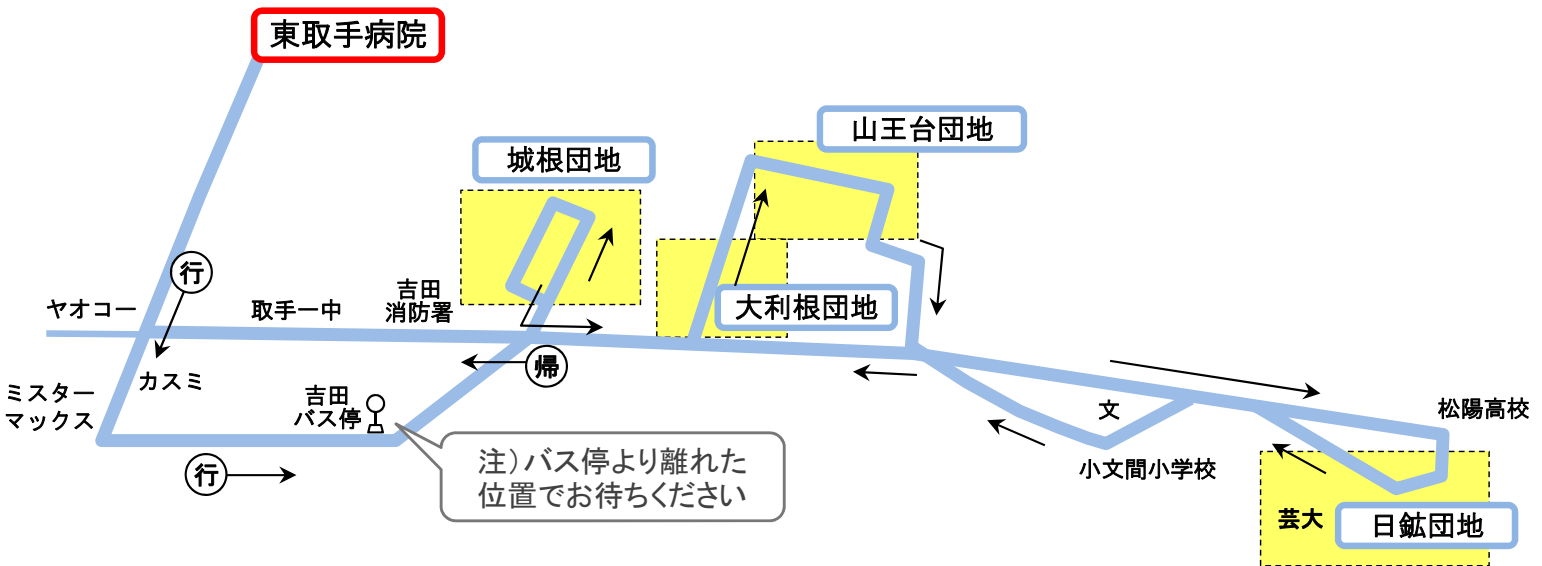 東取手病院
山王台団地
城根団地
行
ヤオコー
取手一中
吉田
消防署
大利根団地
帰
カスミ
ミスター
マックス
吉田
バス停
文
松陽高校
注）バス停より離れた
位置でお待ちください
小文間小学校
行
芸大
日鉱団地